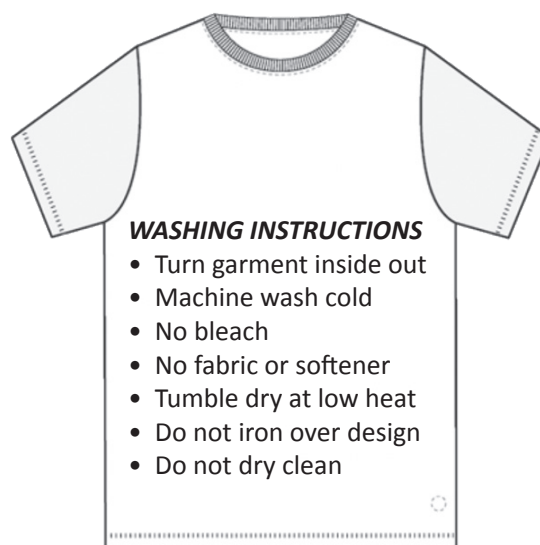 WASHING INSTRUCTIONS
• Turn garment inside out
• Machine wash cold
• No bleach
• No fabric or softener
• Tumble dry at low heat
• Do not iron over design
• Do not dry clean